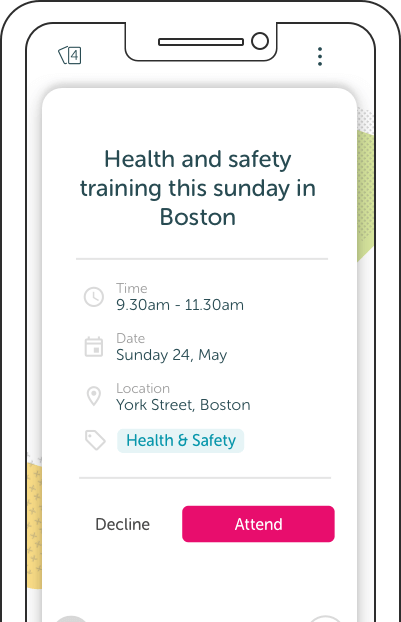 4
Health and safety
training this sunday in
Boston
Time
9.30am - 11.30am
Date
Sunday 24, May
Location
York Street, Boston
Health & Safety
Decline
Attend